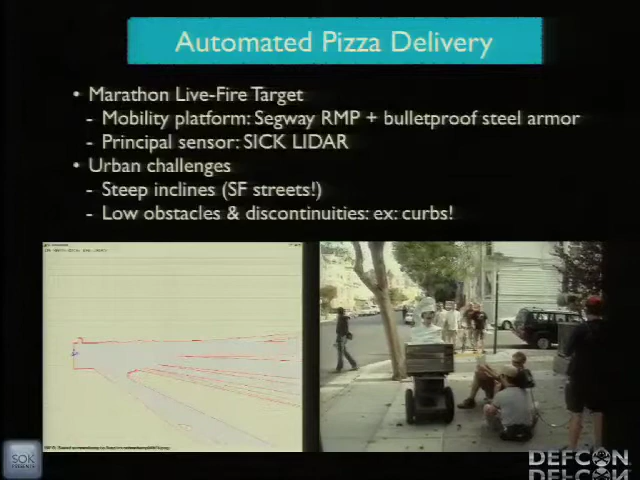 Automated Pizza Delivery
• Marathon Live-Fire Target
- Mobility platform: Segway RMP + bulletproof steel armor
- Principal sensor: SICK LIDAR
• Urban challenges
- Steep inclines (SF streets!)
- Low obstacles & discontinuities: ex: curbs!
SOK
DEFCON